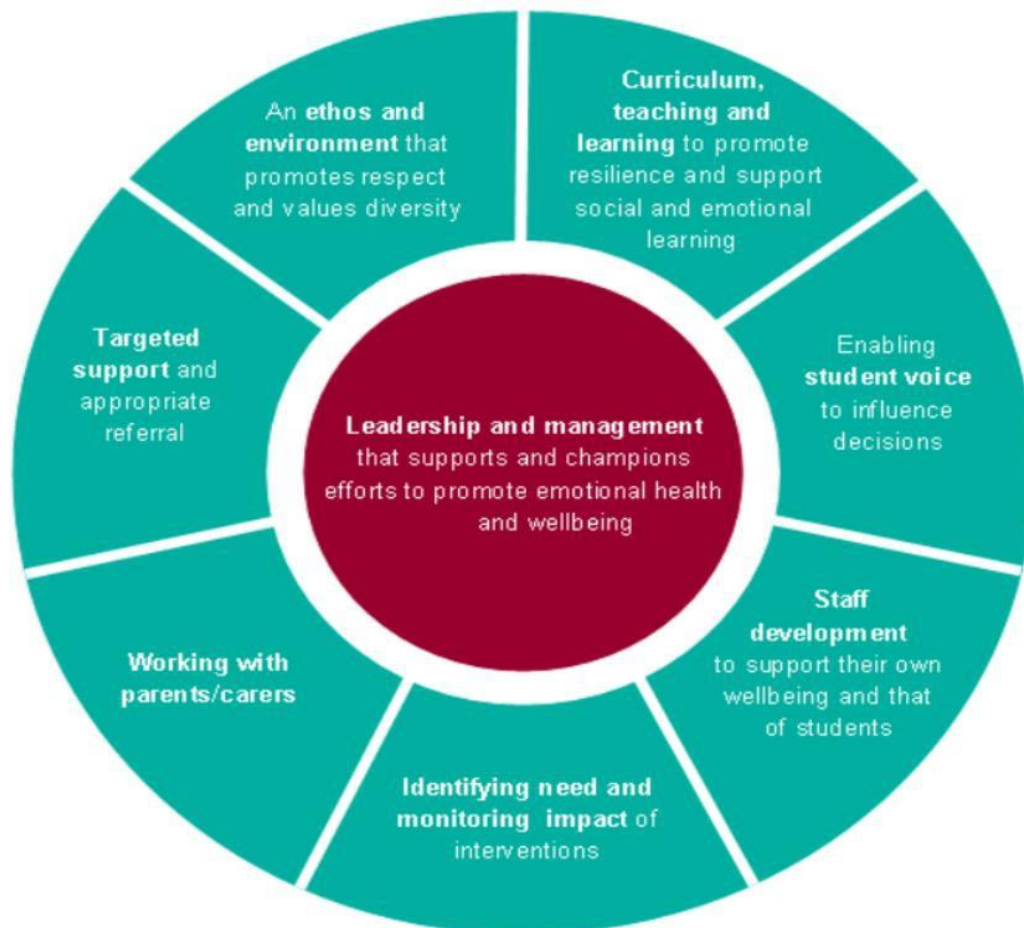 Curriculum,
teaching and
learning to promote
resilience and support
social and emotional
learning
Enabling
student voice
to influence
decisions
Staff
development
to support their own
wellbeing and that
of students
Identifying need and
monitoring impact of
interventions
Working with
parents/carers
Targeted
support and
appropriate
referral
An ethos and
environment that
promotes respect
and values diversity
Leadership and management
that supports and champions
efforts to promote emotional health
and wellbeing